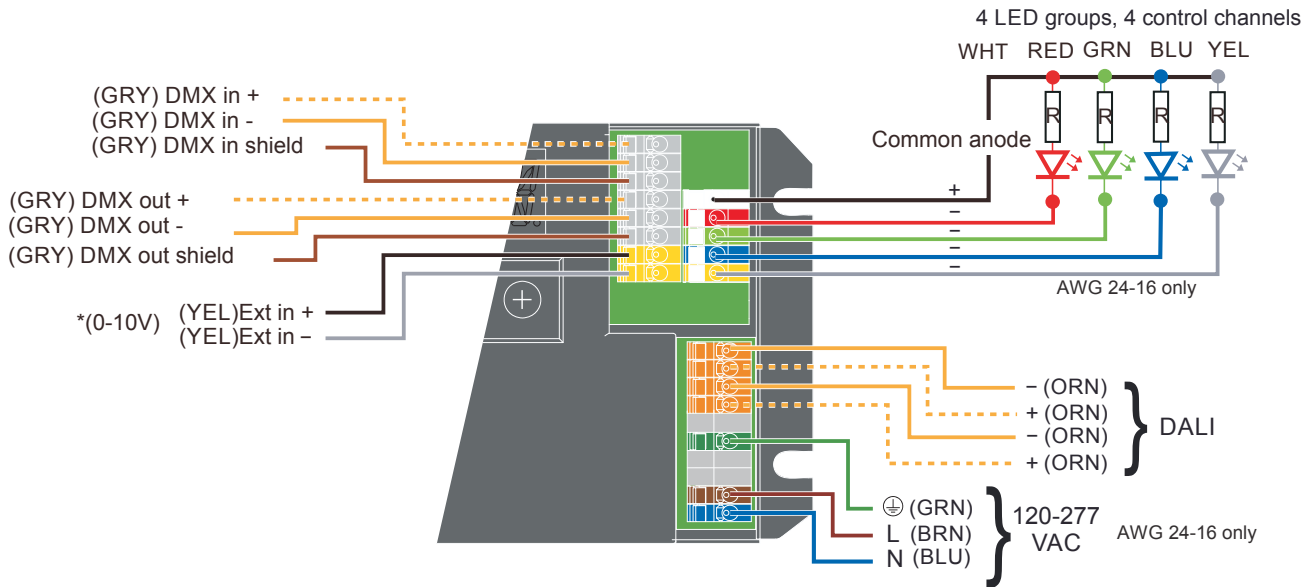 4 LED groups, 4 control channels
WHT RED GRN BLU YEL
(GRY) DMX in +
(GRY) DMX in -
(GRY) DMX in shield
(GRY) DMX out +
(GRY) DMX out -
(GRY) DMX out shield
*(0-10V)
(YEL)Ext in +
(YEL)Ext in –
R R R R
Common anode
+
–
–
–
–
AWG 24-16 only
– (ORN)
+ (ORN)
– (ORN)
+ (ORN)
DALI
(GRN)
L (BRN)
N (BLU)
120-277
VAC
AWG 24-16 only